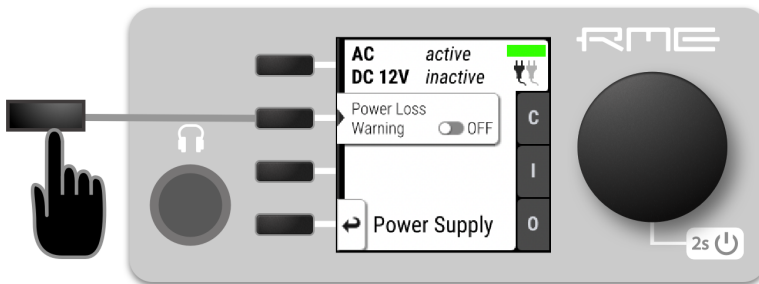 RME
AC active
DC 12V inactive
Power Loss
Warning OFF
C
I
Power Supply
O
2s